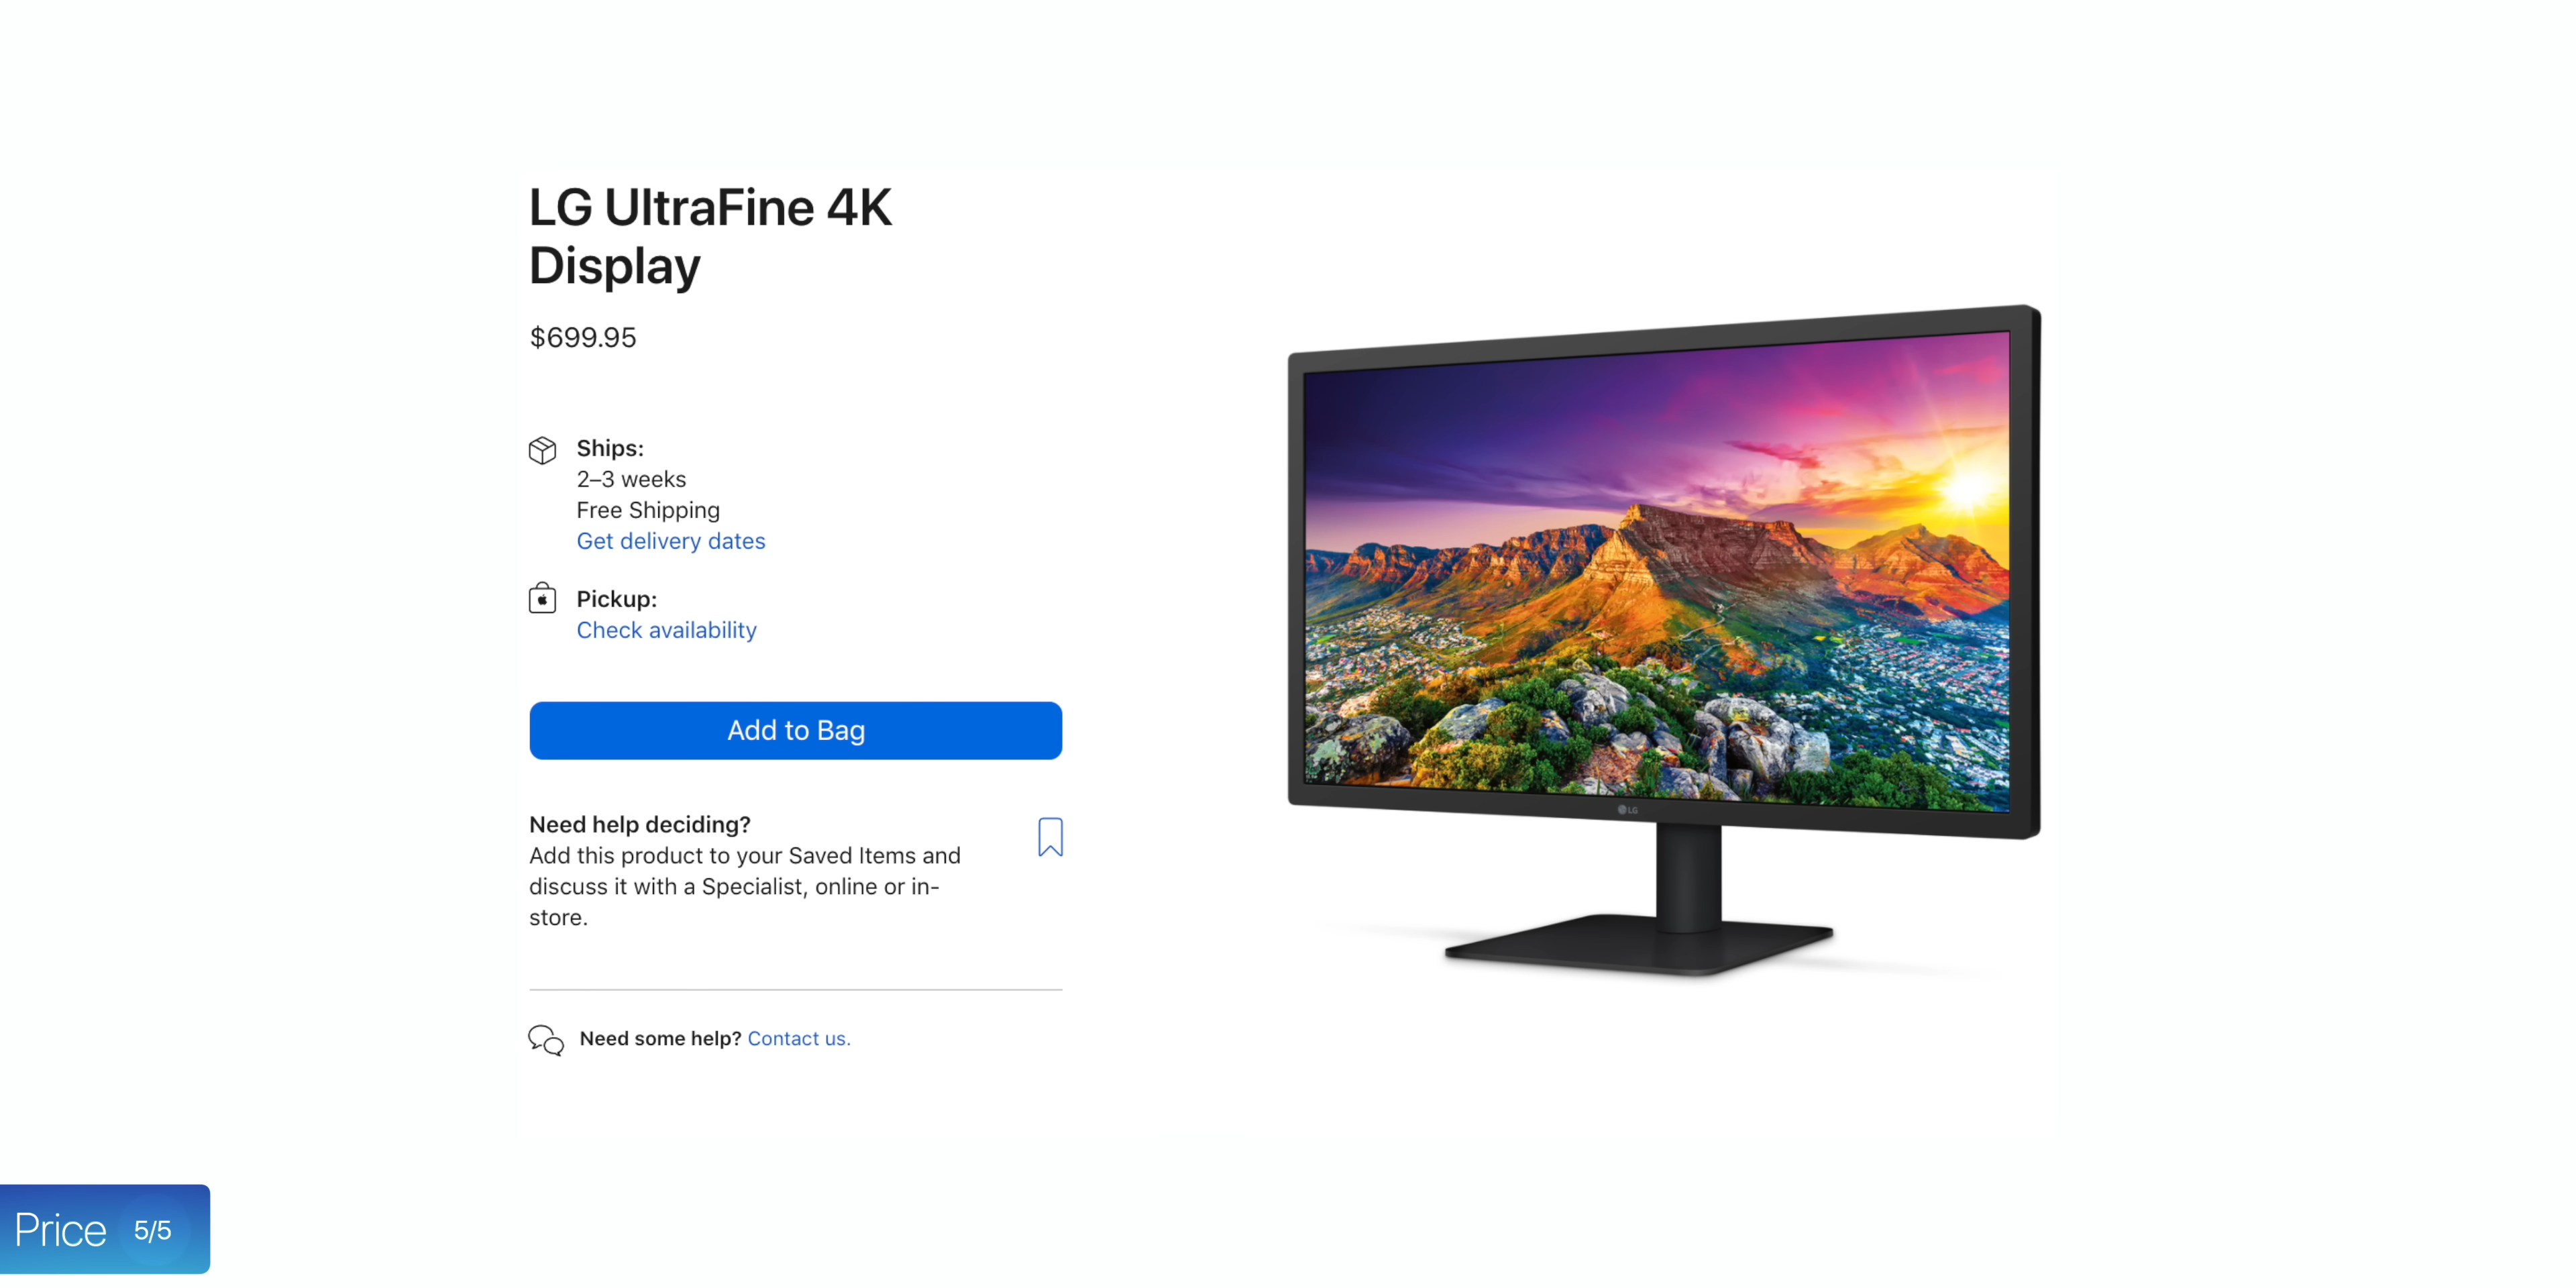 LG UltraFine 4K
Display
$699.95
Ships:
2–3 weeks
Free Shipping
Get delivery dates
Pickup:
Check availability
Add to Bag
Need help deciding?
Add this product to your Saved Items and
discuss it with a Specialist, online or in-
store.
Need some help? Contact us.
LG
Price 5/5